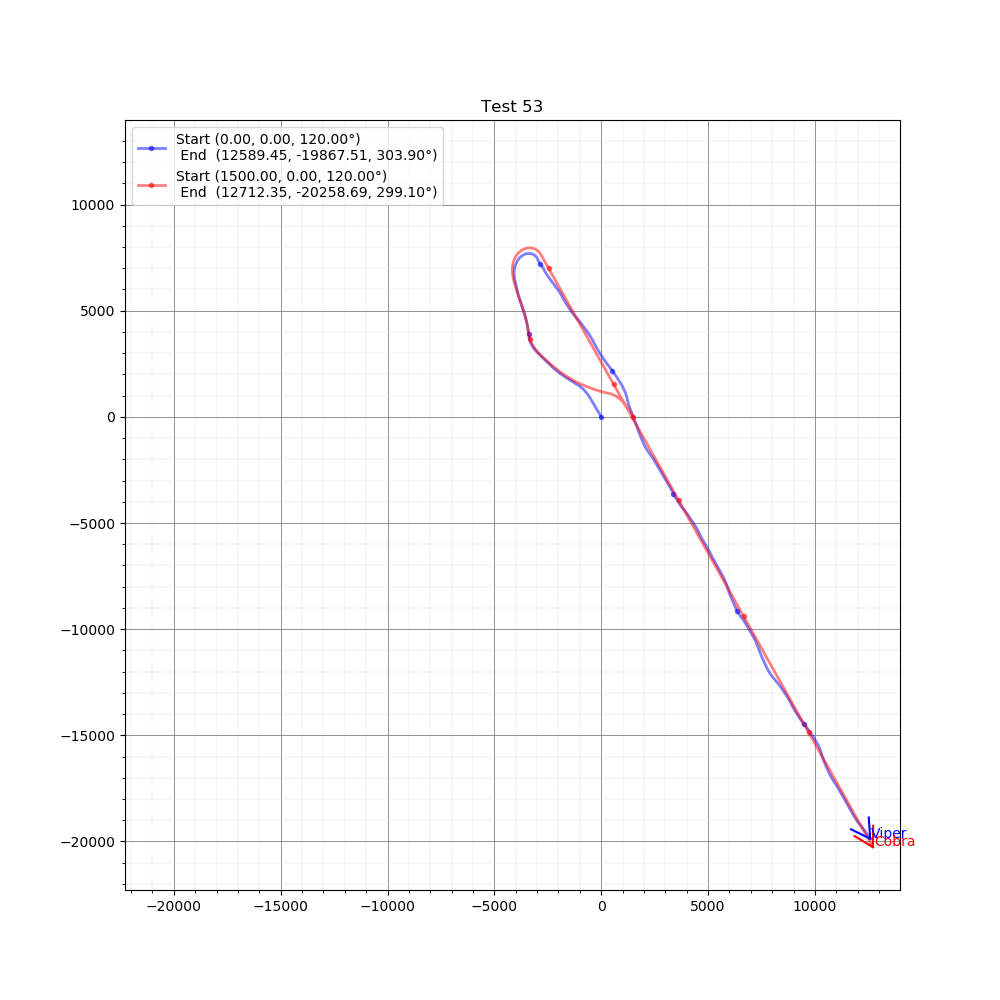 Test 53
Start (0.00, 0.00, 120.00°)
End (12589.45, -19867.51, 303.90°)
Start (1500.00, 0.00, 120.00°)
End (12712.35, -20258.69, 299.10°)
10000
5000
0
−5000
−10000
−15000
−20000
Viper
Cobra
−20000 −15000 −10000 −5000 0 5000 10000